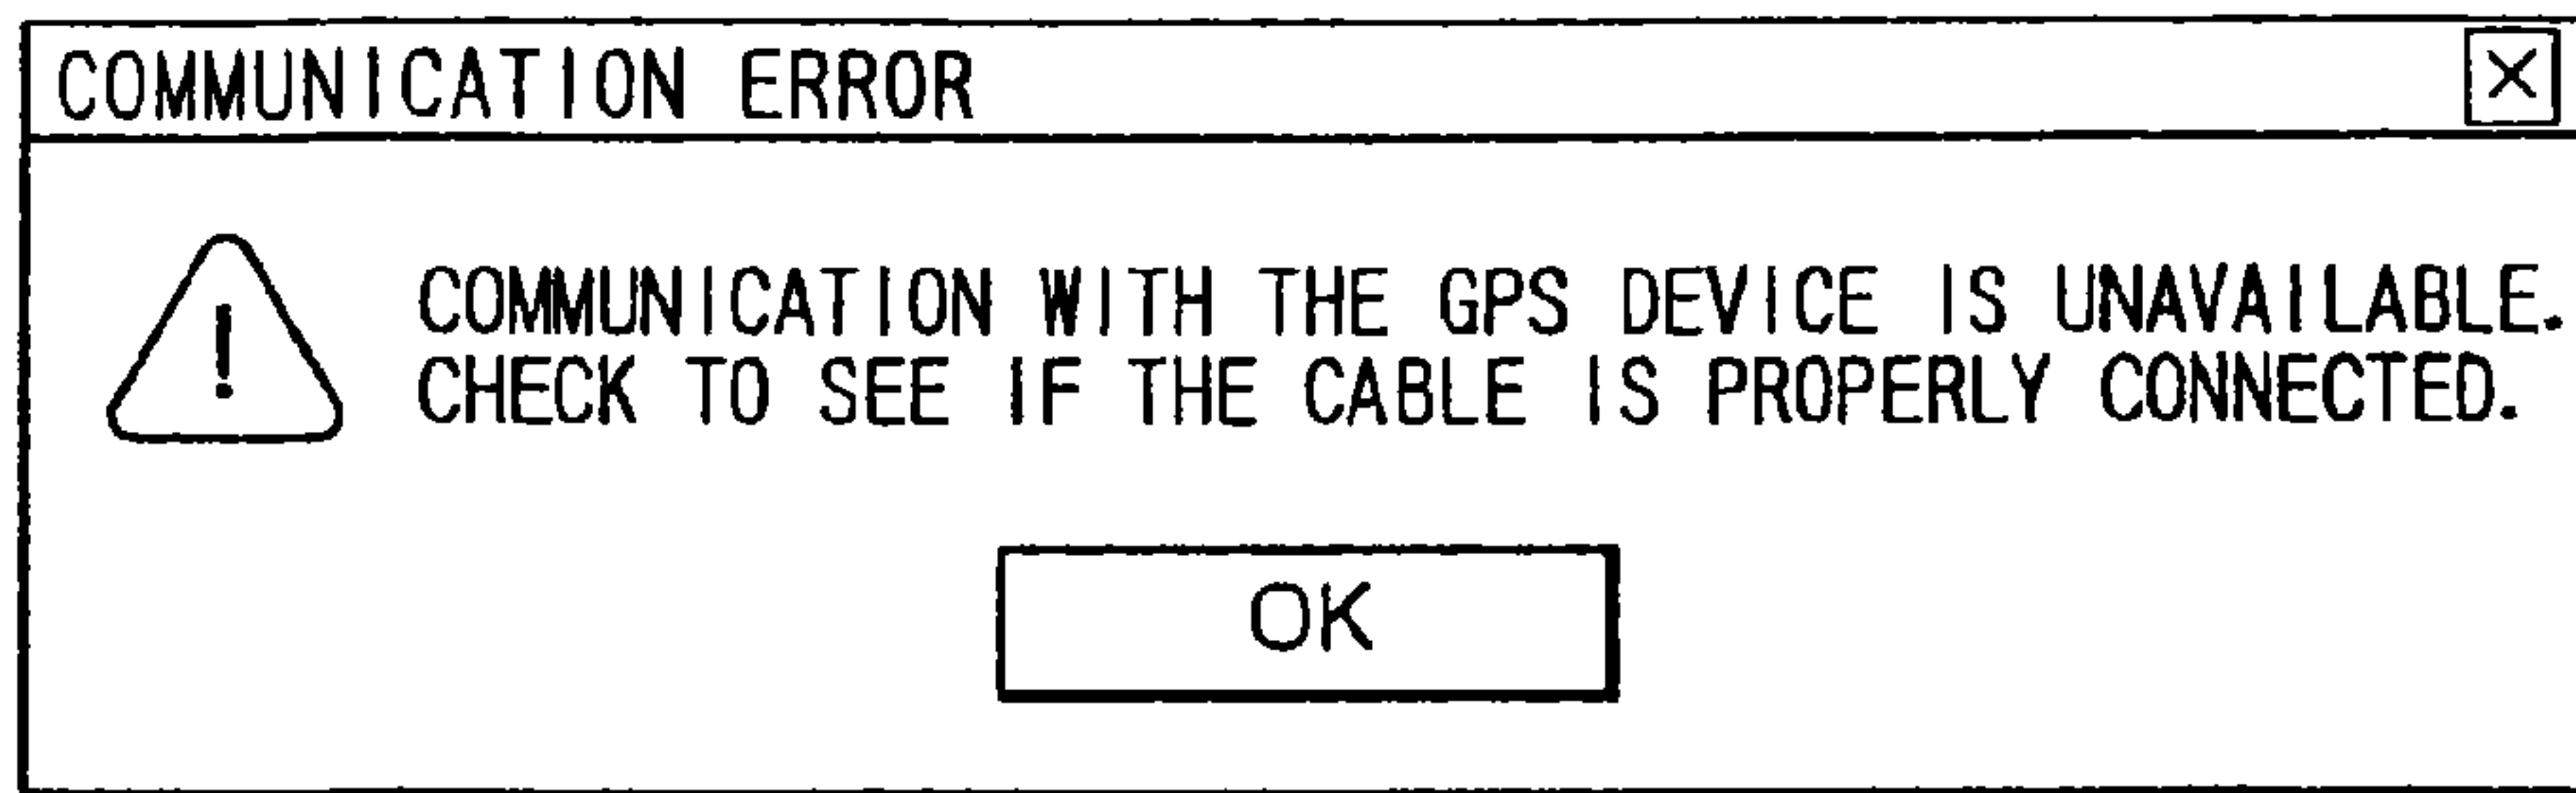 COMMUNICATION ERROR
COMMUNICATION WITH THE GPS DEVICE IS UNAVAILABLE.
CHECK TO SEE IF THE CABLE IS PROPERLY CONNECTED.
OK